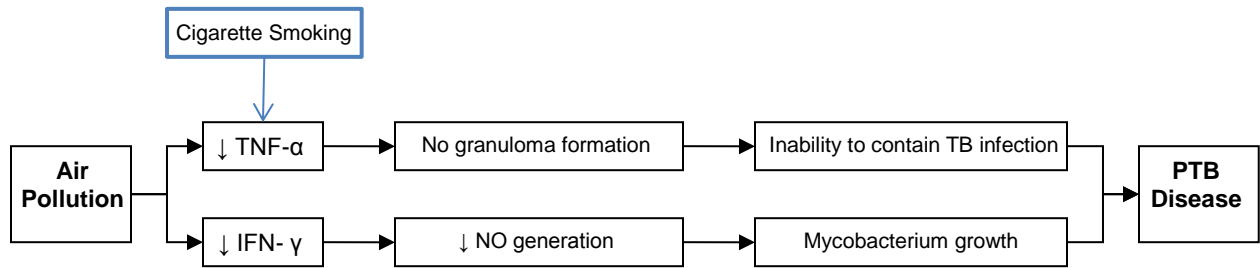 Cigarette Smoking
↓ TNF-α
No granuloma formation
Inability to contain TB infection
Air
Pollution
PTB
Disease
↓ IFN- γ
↓ NO generation
Mycobacterium growth